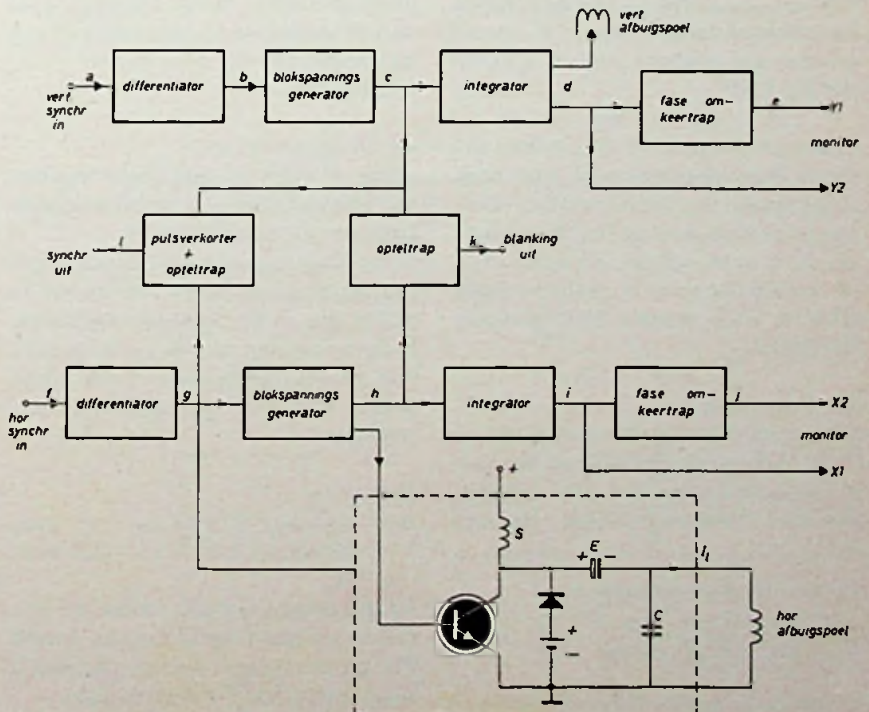 vert
afbuigspoel
a
differentiator
b
blokspannings
generator
c
integrator
d
fase om-
keertrap
e
Y1
vert
synchr
in
monitor
Y2
l
pulsverkorter
+
opteltrap
synchr
uit
opteltrap
k
blanking
uit
f
differentiator
g
blokspannings
generator
h
integrator
i
fase om-
keertrap
j
X2
hor
synchr
in
monitor
X1
+
S
+ E -
I_l
C
+
-
hor
afbuigspoel